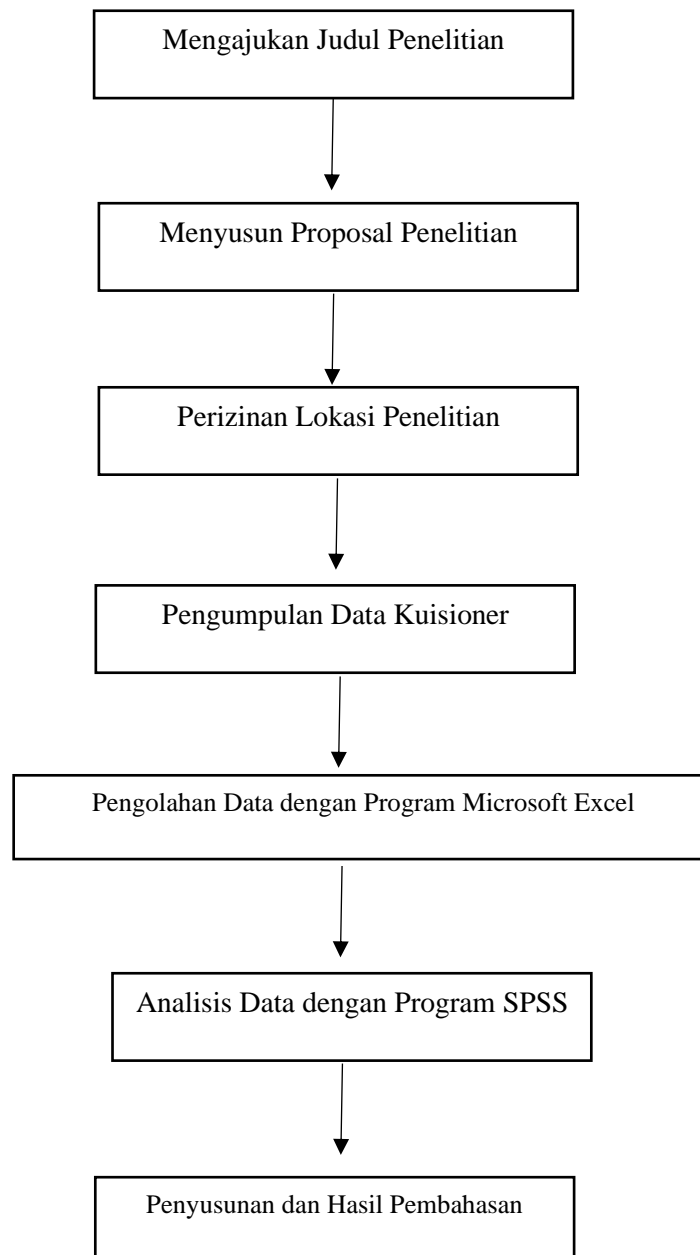 Mengajukan Judul Penelitian
Menyusun Proposal Penelitian
Perizinan Lokasi Penelitian
Pengumpulan Data Kuisioner
Pengolahan Data dengan Program Microsoft Excel
Analisis Data dengan Program SPSS
Penyusunan dan Hasil Pembahasan